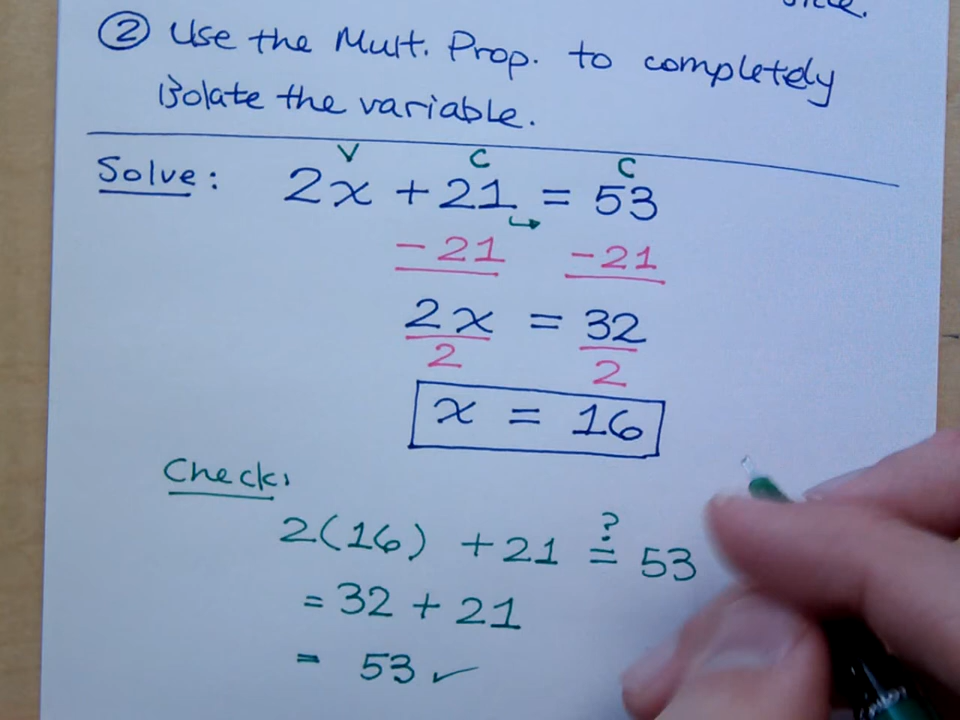 ② Use the Mult. Prop. to completely
isolate the variable.
V C C
Solve: 2x + 21 = 53
- 21 - 21
2x = 32
2 2
x = 16
Check:
2(16) + 21 ≟ 53
= 32 + 21
= 53 ✓